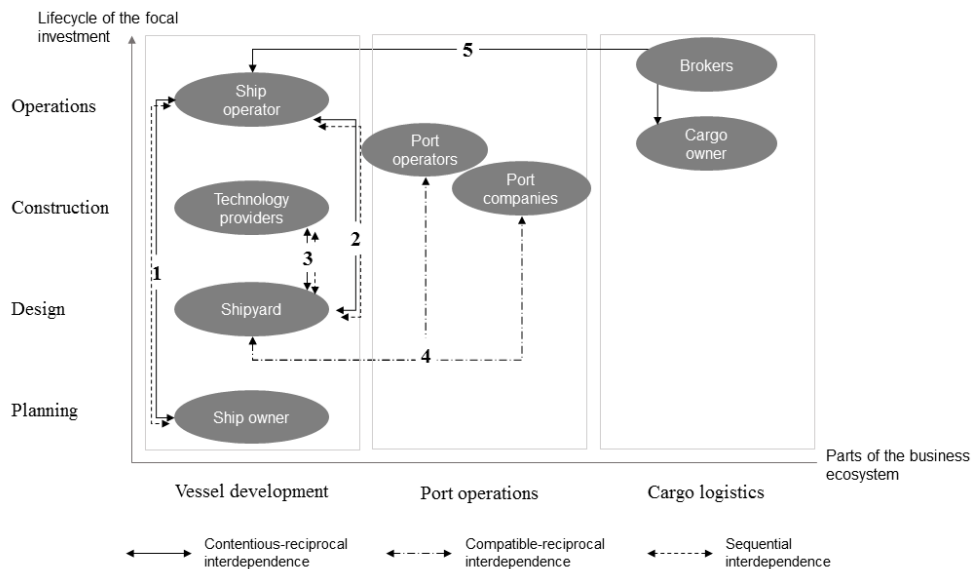 Lifecycle of the focal
investment
5
Brokers
Ship
operator
Operations
Port
operators
Cargo
owner
Port
companies
Technology
providers
Construction
2
3
1
Design
Shipyard
4
Planning
Ship owner
Parts of the business
ecosystem
Vessel development
Port operations
Cargo logistics
Contentious-reciprocal
interdependence
Compatible-reciprocal
interdependence
Sequential
interdependence